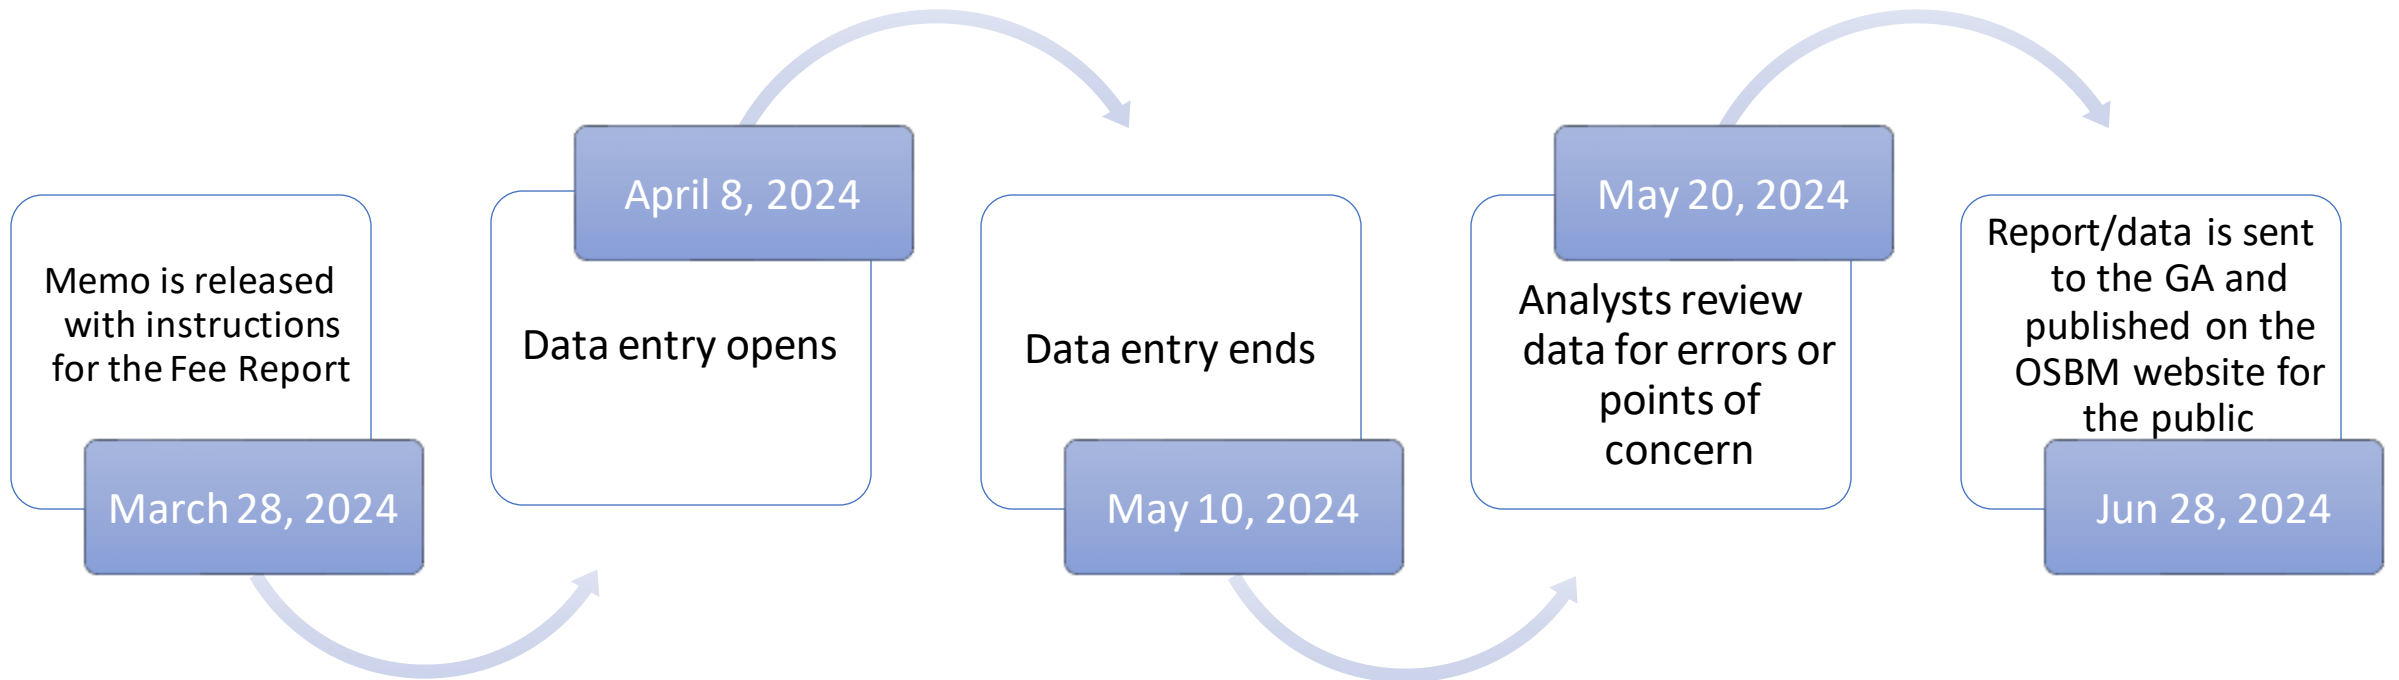 Memo is released
with instructions
for the Fee Report
March 28, 2024
April 8, 2024
Data entry opens
Data entry ends
May 10, 2024
May 20, 2024
Analysts review
data for errors or
points of
concern
Report/data is sent
to the GA and
published on the
OSBM website for
the public
Jun 28, 2024